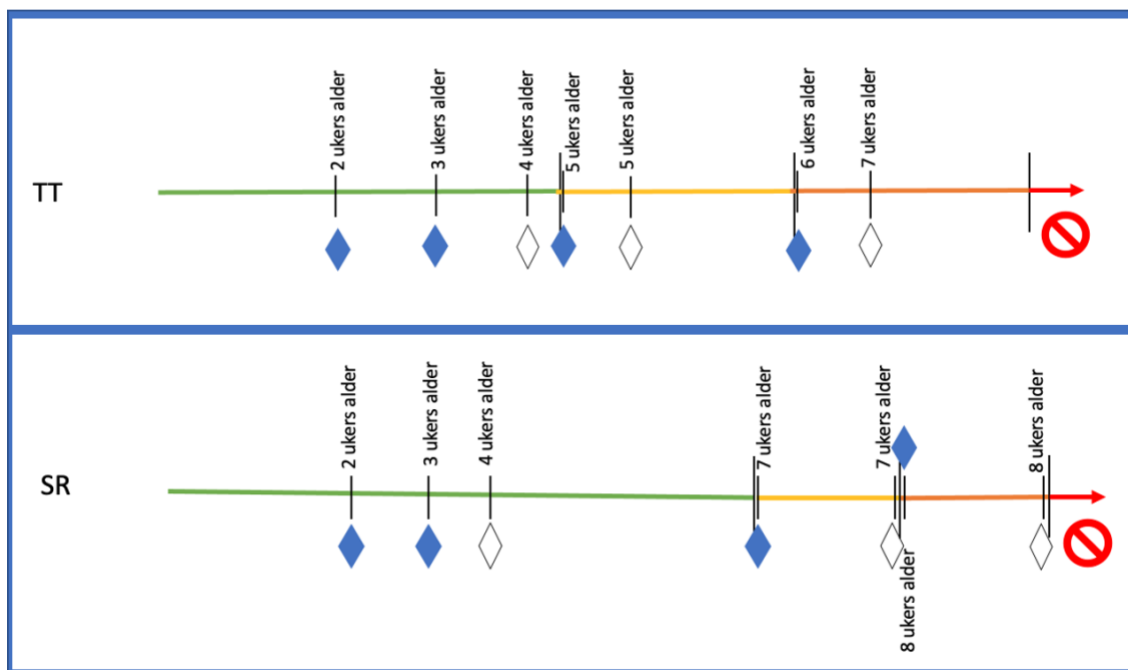 TT
2 ukers alder
3 ukers alder
4 ukers alder
5 ukers alder
5 ukers alder
6 ukers alder
7 ukers alder
SR
2 ukers alder
3 ukers alder
4 ukers alder
7 ukers alder
7 ukers alder
8 ukers alder
8 ukers alder